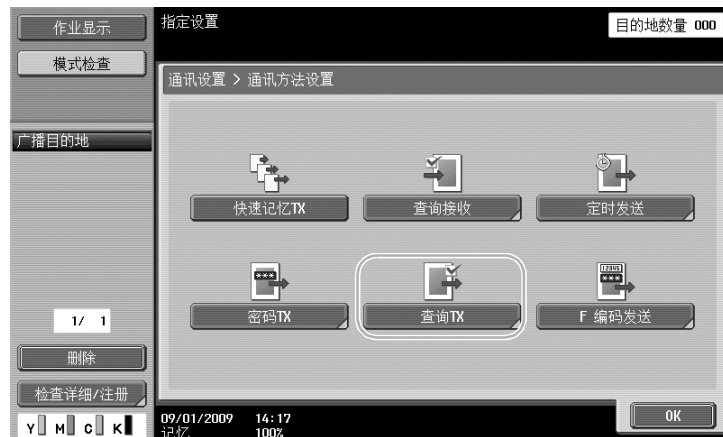 作业显示
指定设置
目的地数量 000
模式检查
通讯设置 > 通讯方法设置
广播目的地
快速记忆TX
查询接收
定时发送
***
12345
***
密码TX
查询TX
F 编码发送
1/ 1
删除
检查详细/注册
OK
Y M C K
09/01/2009 14:17
记忆 100%